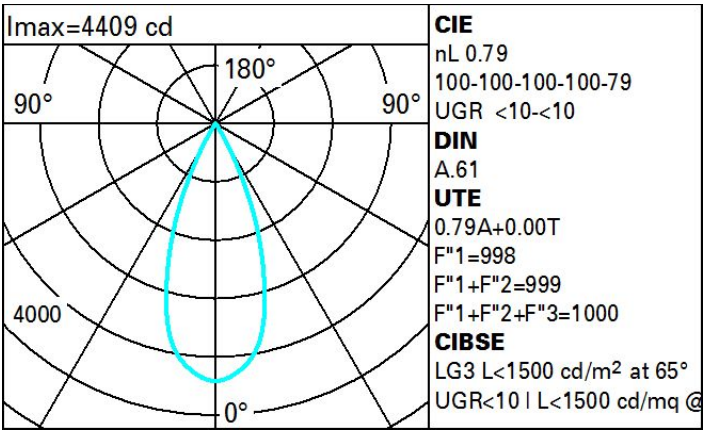 Imax=4409 cd
180°
90°
90°
4000
0°
CIE
nL 0.79
100-100-100-100-79
UGR <10-<10
DIN
A.61
UTE
0.79A+0.00T
F"1=998
F"1+F"2=999
F"1+F"2+F"3=1000
CIBSE
LG3 L<1500 cd/m² at 65°
UGR<10 | L<1500 cd/mq @